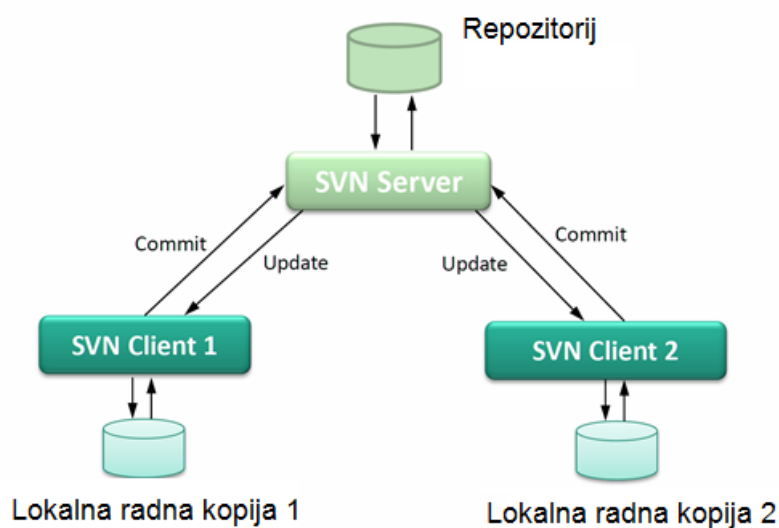 Repozitorij
SVN Server
Commit
Update
Update
Commit
SVN Client 1
SVN Client 2
Lokalna radna kopija 1
Lokalna radna kopija 2